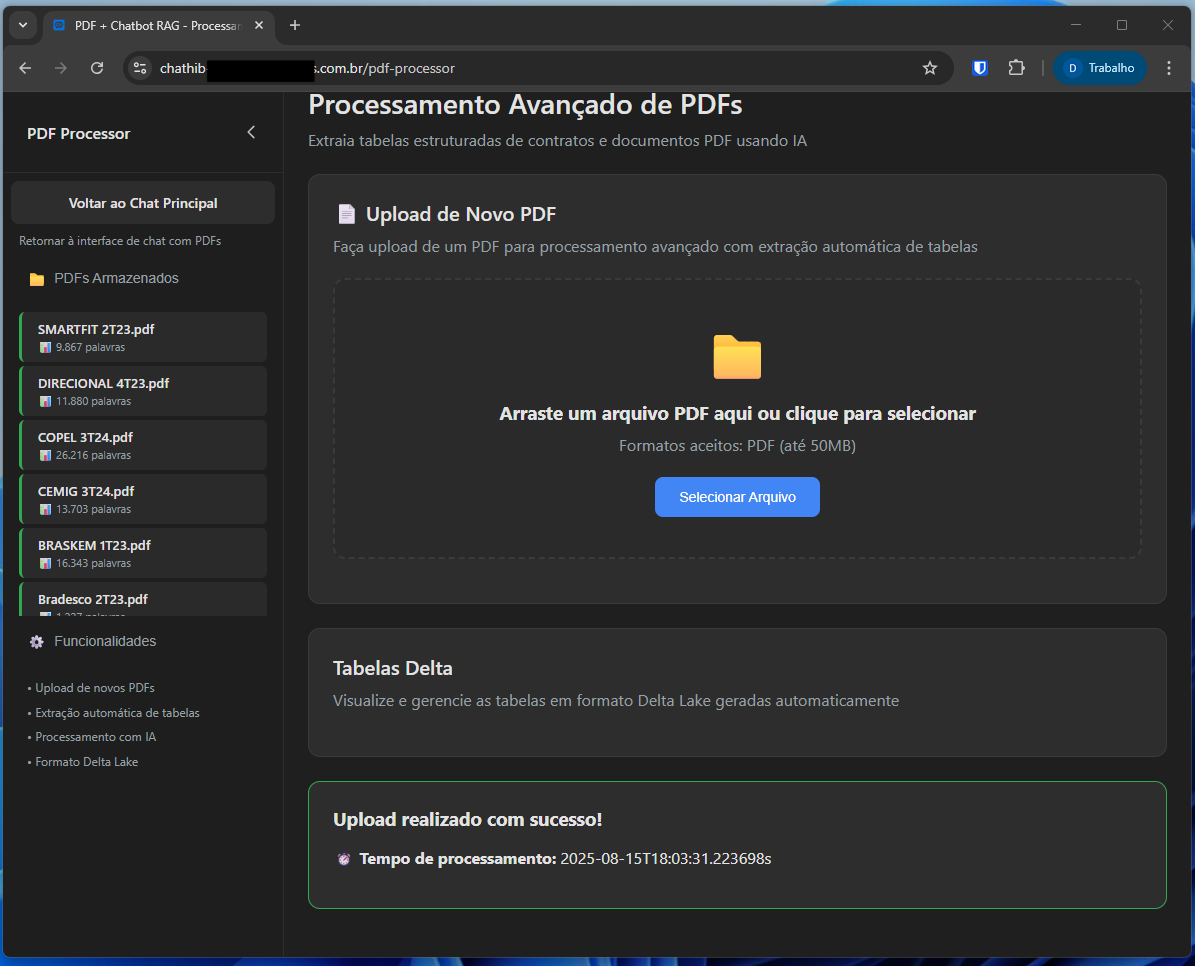 PDF + Chatbot RAG - Processan
chathib s.com.br/pdf-processor
D Trabalho
PDF Processor
Voltar ao Chat Principal
Retornar à interface de chat com PDFs
PDFs Armazenados
SMARTFIT 2T23.pdf
9.867 palavras
DIRECIONAL 4T23.pdf
11.880 palavras
COPEL 3T24.pdf
26.216 palavras
CEMIG 3T24.pdf
13.703 palavras
BRASKEM 1T23.pdf
16.343 palavras
Bradesco 2T23.pdf
Funcionalidades
• Upload de novos PDFs
• Extração automática de tabelas
• Processamento com IA
• Formato Delta Lake
Processamento Avançado de PDFs
Extraia tabelas estruturadas de contratos e documentos PDF usando IA
Upload de Novo PDF
Faça upload de um PDF para processamento avançado com extração automática de tabelas
Arraste um arquivo PDF aqui ou clique para selecionar
Formatos aceitos: PDF (até 50MB)
Selecionar Arquivo
Tabelas Delta
Visualize e gerencie as tabelas em formato Delta Lake geradas automaticamente
Upload realizado com sucesso!
Tempo de processamento: 2025-08-15T18:03:31.223698s